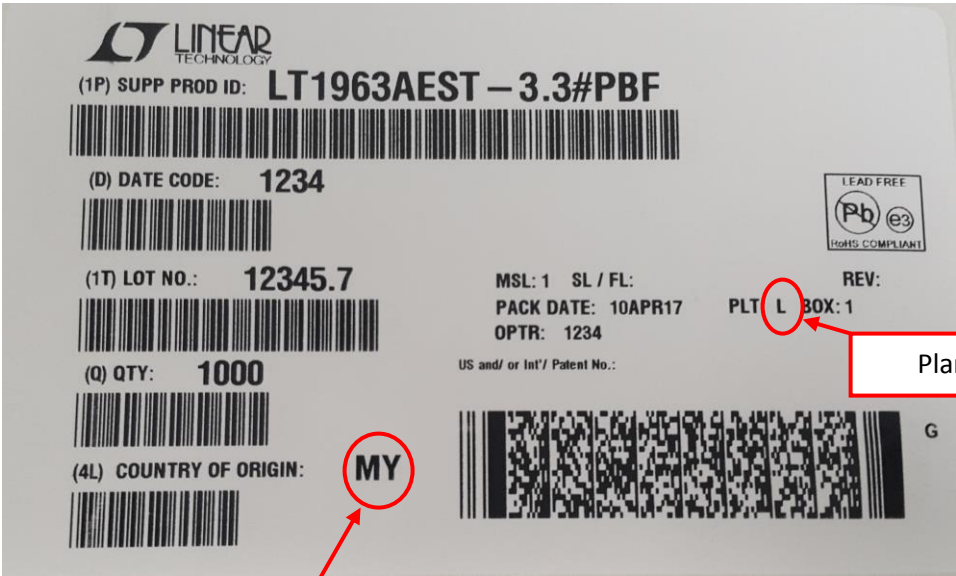 LINEAR
TECHNOLOGY
(1P) SUPP PROD ID: LT1963AEST – 3.3#PBF
(D) DATE CODE: 1234
LEAD FREE
Pb e3
RoHS COMPLIANT
(1T) LOT NO.: 12345.7
MSL: 1 SL / FL: REV:
PACK DATE: 10APR17 PLT L BOX: 1
OPTR: 1234
(Q) QTY: 1000
US and/ or Int'/ Patent No.:
G
(4L) COUNTRY OF ORIGIN: MY